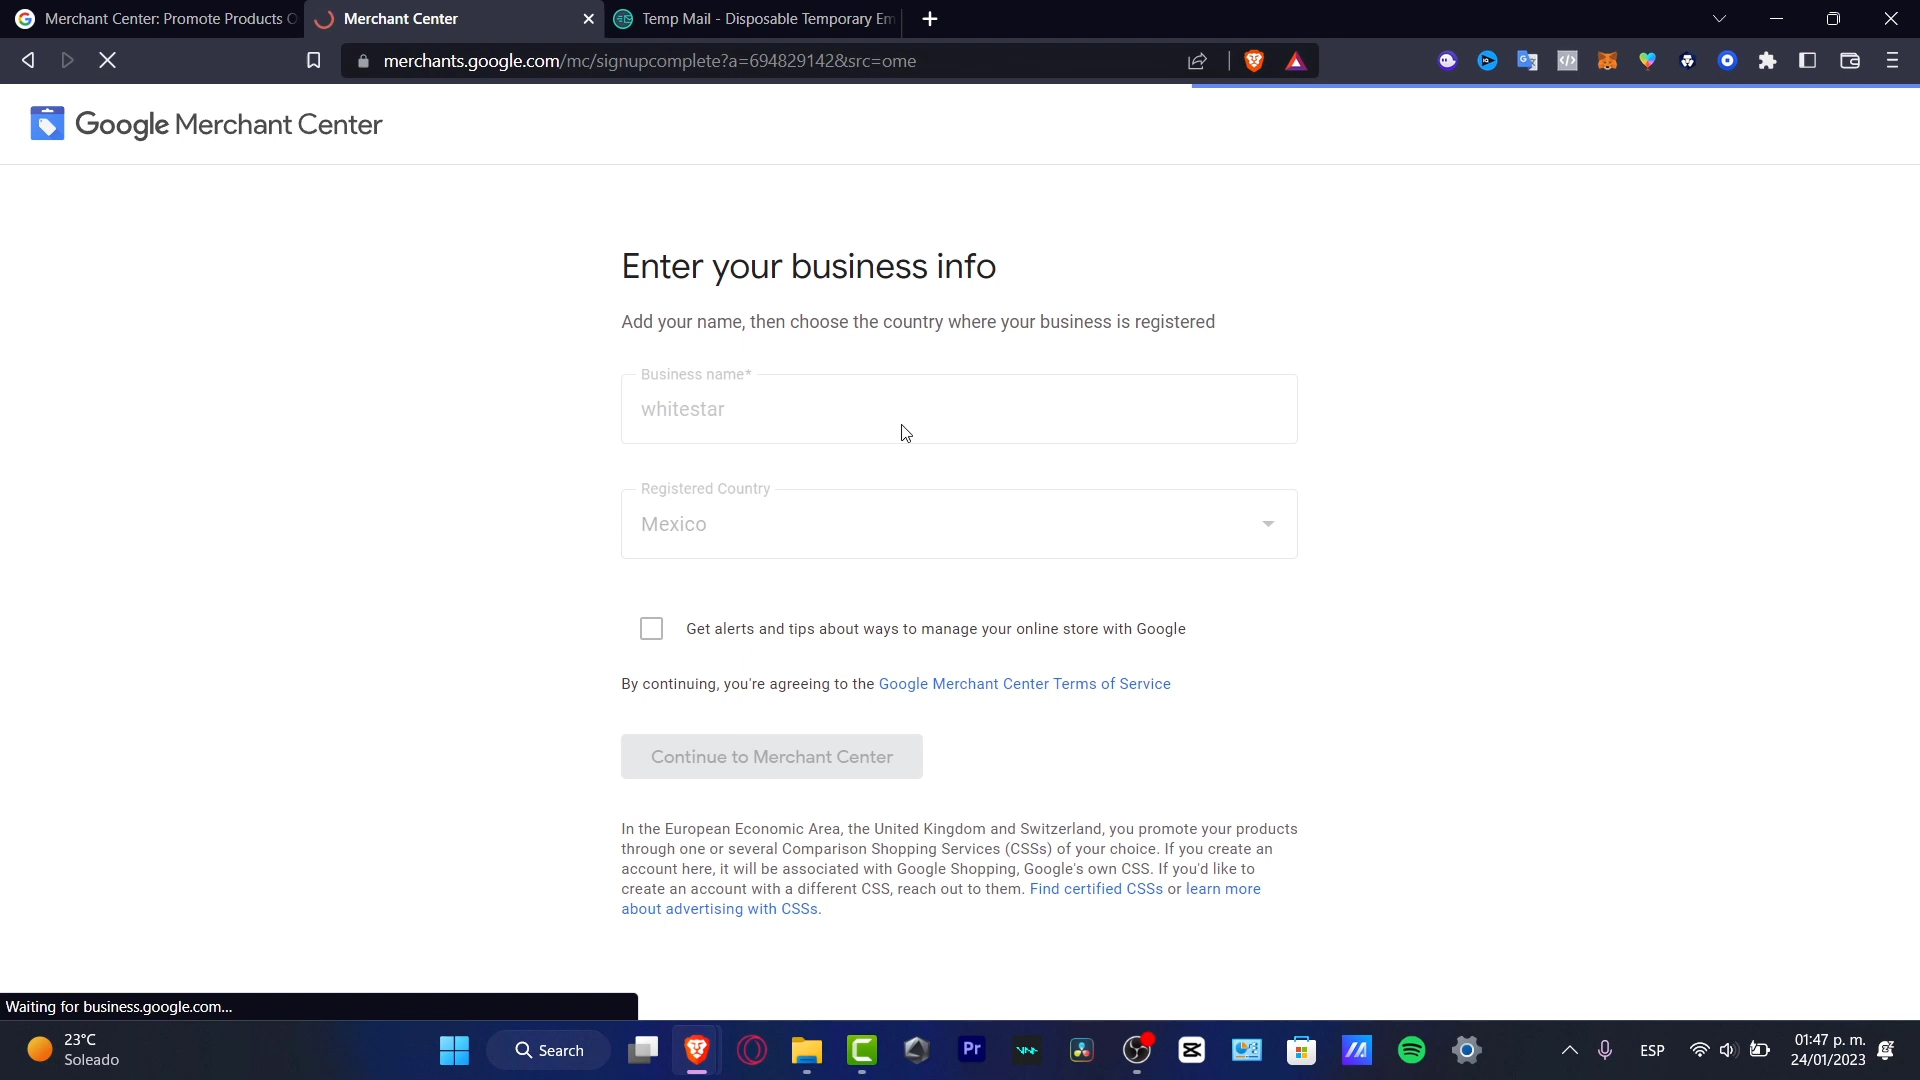 Merchant Center: Promote Products O
Merchant Center
Temp Mail - Disposable Temporary Em
merchants.google.com/mc/signupcomplete?a=694829142&src=ome
Google Merchant Center
Enter your business info
Add your name, then choose the country where your business is registered
Business name*
whitestar
Registered Country
Mexico
Get alerts and tips about ways to manage your online store with Google
By continuing, you're agreeing to the Google Merchant Center Terms of Service
Continue to Merchant Center
In the European Economic Area, the United Kingdom and Switzerland, you promote your products
through one or several Comparison Shopping Services (CSSs) of your choice. If you create an
account here, it will be associated with Google Shopping, Google's own CSS. If you'd like to
create an account with a different CSS, reach out to them. Find certified CSSs or learn more
about advertising with CSSs.
Waiting for business.google.com...
23°C
Soleado
Search
Pr
ESP
01:47 p. m.
24/01/2023